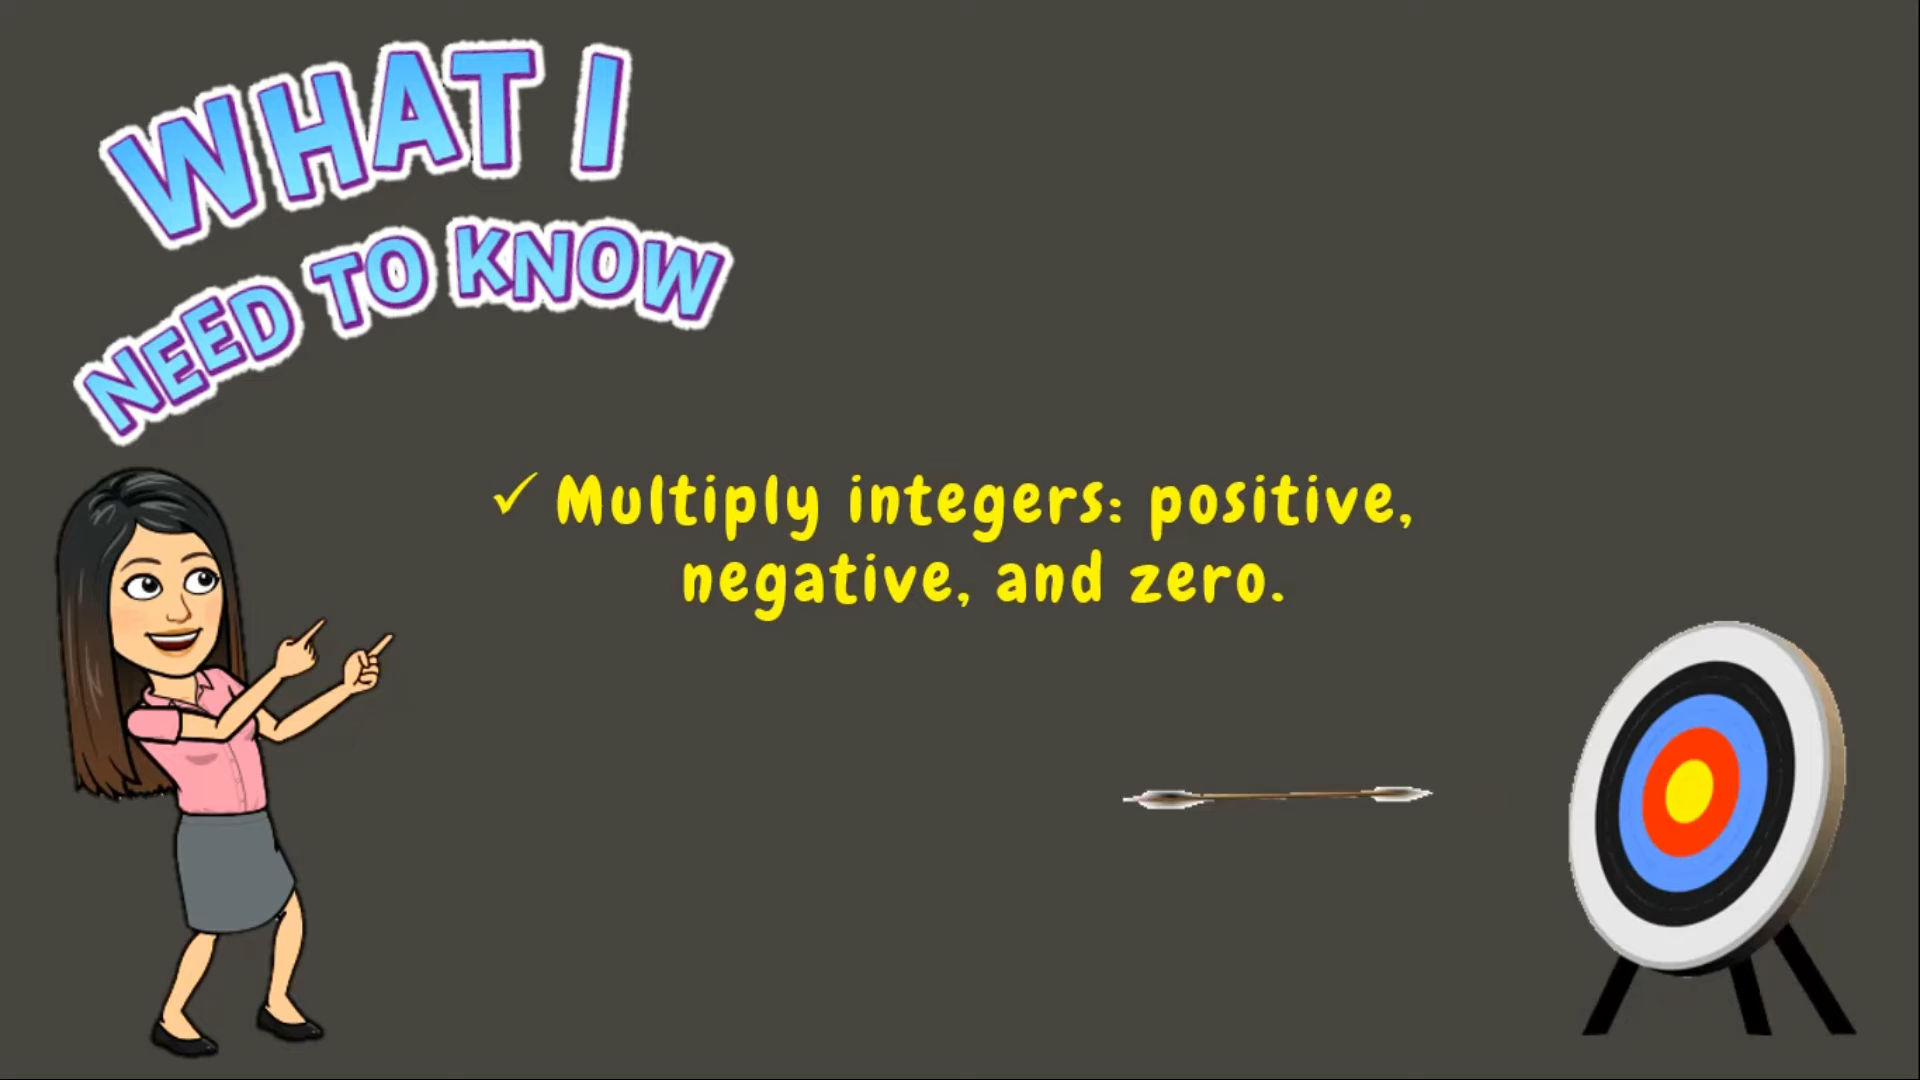 WHAT I
NEED TO KNOW
✓ Multiply integers: positive,
negative, and zero.